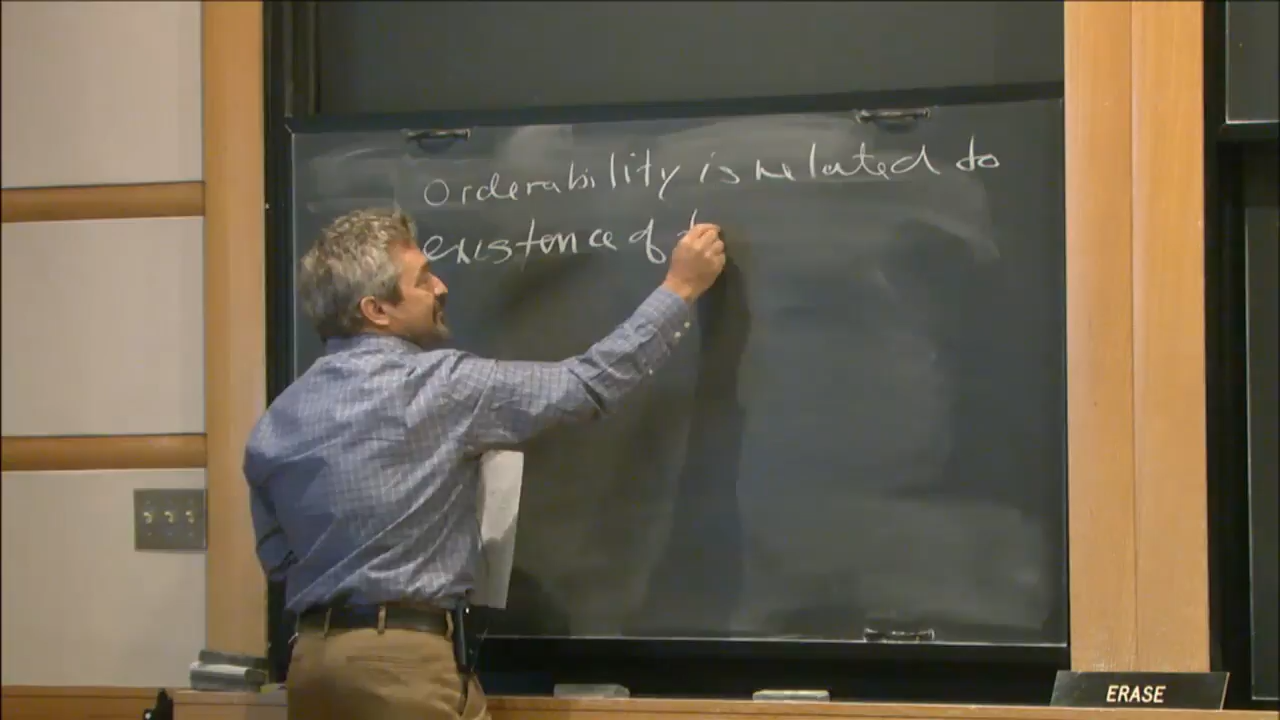 Orderability is related to
existence of
ERASE